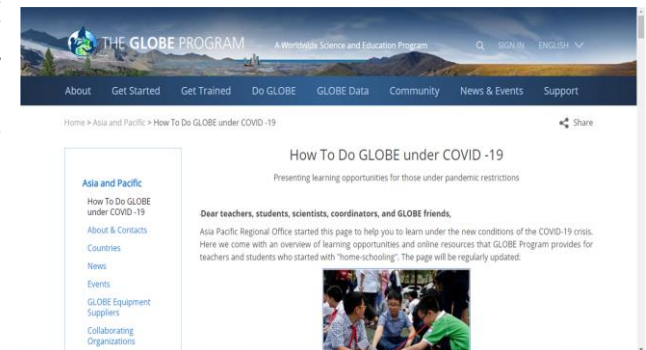 THE GLOBE PROGRAM
A Worldwide Science and Education Program
SIGN IN
ENGLISH
About
Get Started
Get Trained
Do GLOBE
GLOBE Data
Community
News & Events
Support
Home > Asia and Pacific > How To Do GLOBE under COVID -19
Share
Asia and Pacific
How To Do GLOBE
under COVID -19
About & Contacts
Countries
News
Events
GLOBE Equipment
Suppliers
Collaborating
Organizations
How To Do GLOBE under COVID -19
Presenting learning opportunities for those under pandemic restrictions
Dear teachers, students, scientists, coordinators, and GLOBE friends,
Asia Pacific Regional Office started this page to help you to learn under the new conditions of the COVID-19 crisis.
Here we come with an overview of learning opportunities and online resources that GLOBE Program provides for
teachers and students who started with "home-schooling". The page will be regularly updated: